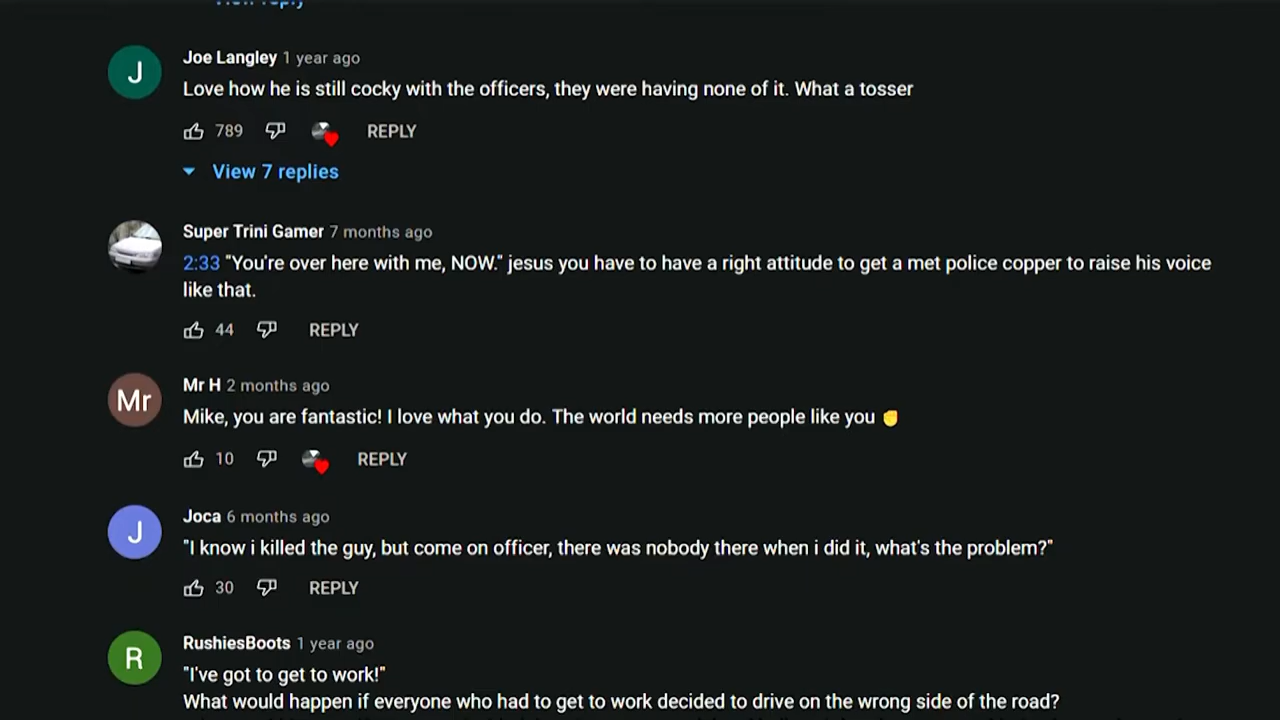 View reply
J
Joe Langley 1 year ago
Love how he is still cocky with the officers, they were having none of it. What a tosser
789 REPLY
View 7 replies
Super Trini Gamer 7 months ago
2:33 "You're over here with me, NOW." jesus you have to have a right attitude to get a met police copper to raise his voice
like that.
44 REPLY
Mr
Mr H 2 months ago
Mike, you are fantastic! I love what you do. The world needs more people like you ✊
10 REPLY
J
Joca 6 months ago
"I know i killed the guy, but come on officer, there was nobody there when i did it, what's the problem?"
30 REPLY
R
RushiesBoots 1 year ago
"I've got to get to work!"
What would happen if everyone who had to get to work decided to drive on the wrong side of the road?